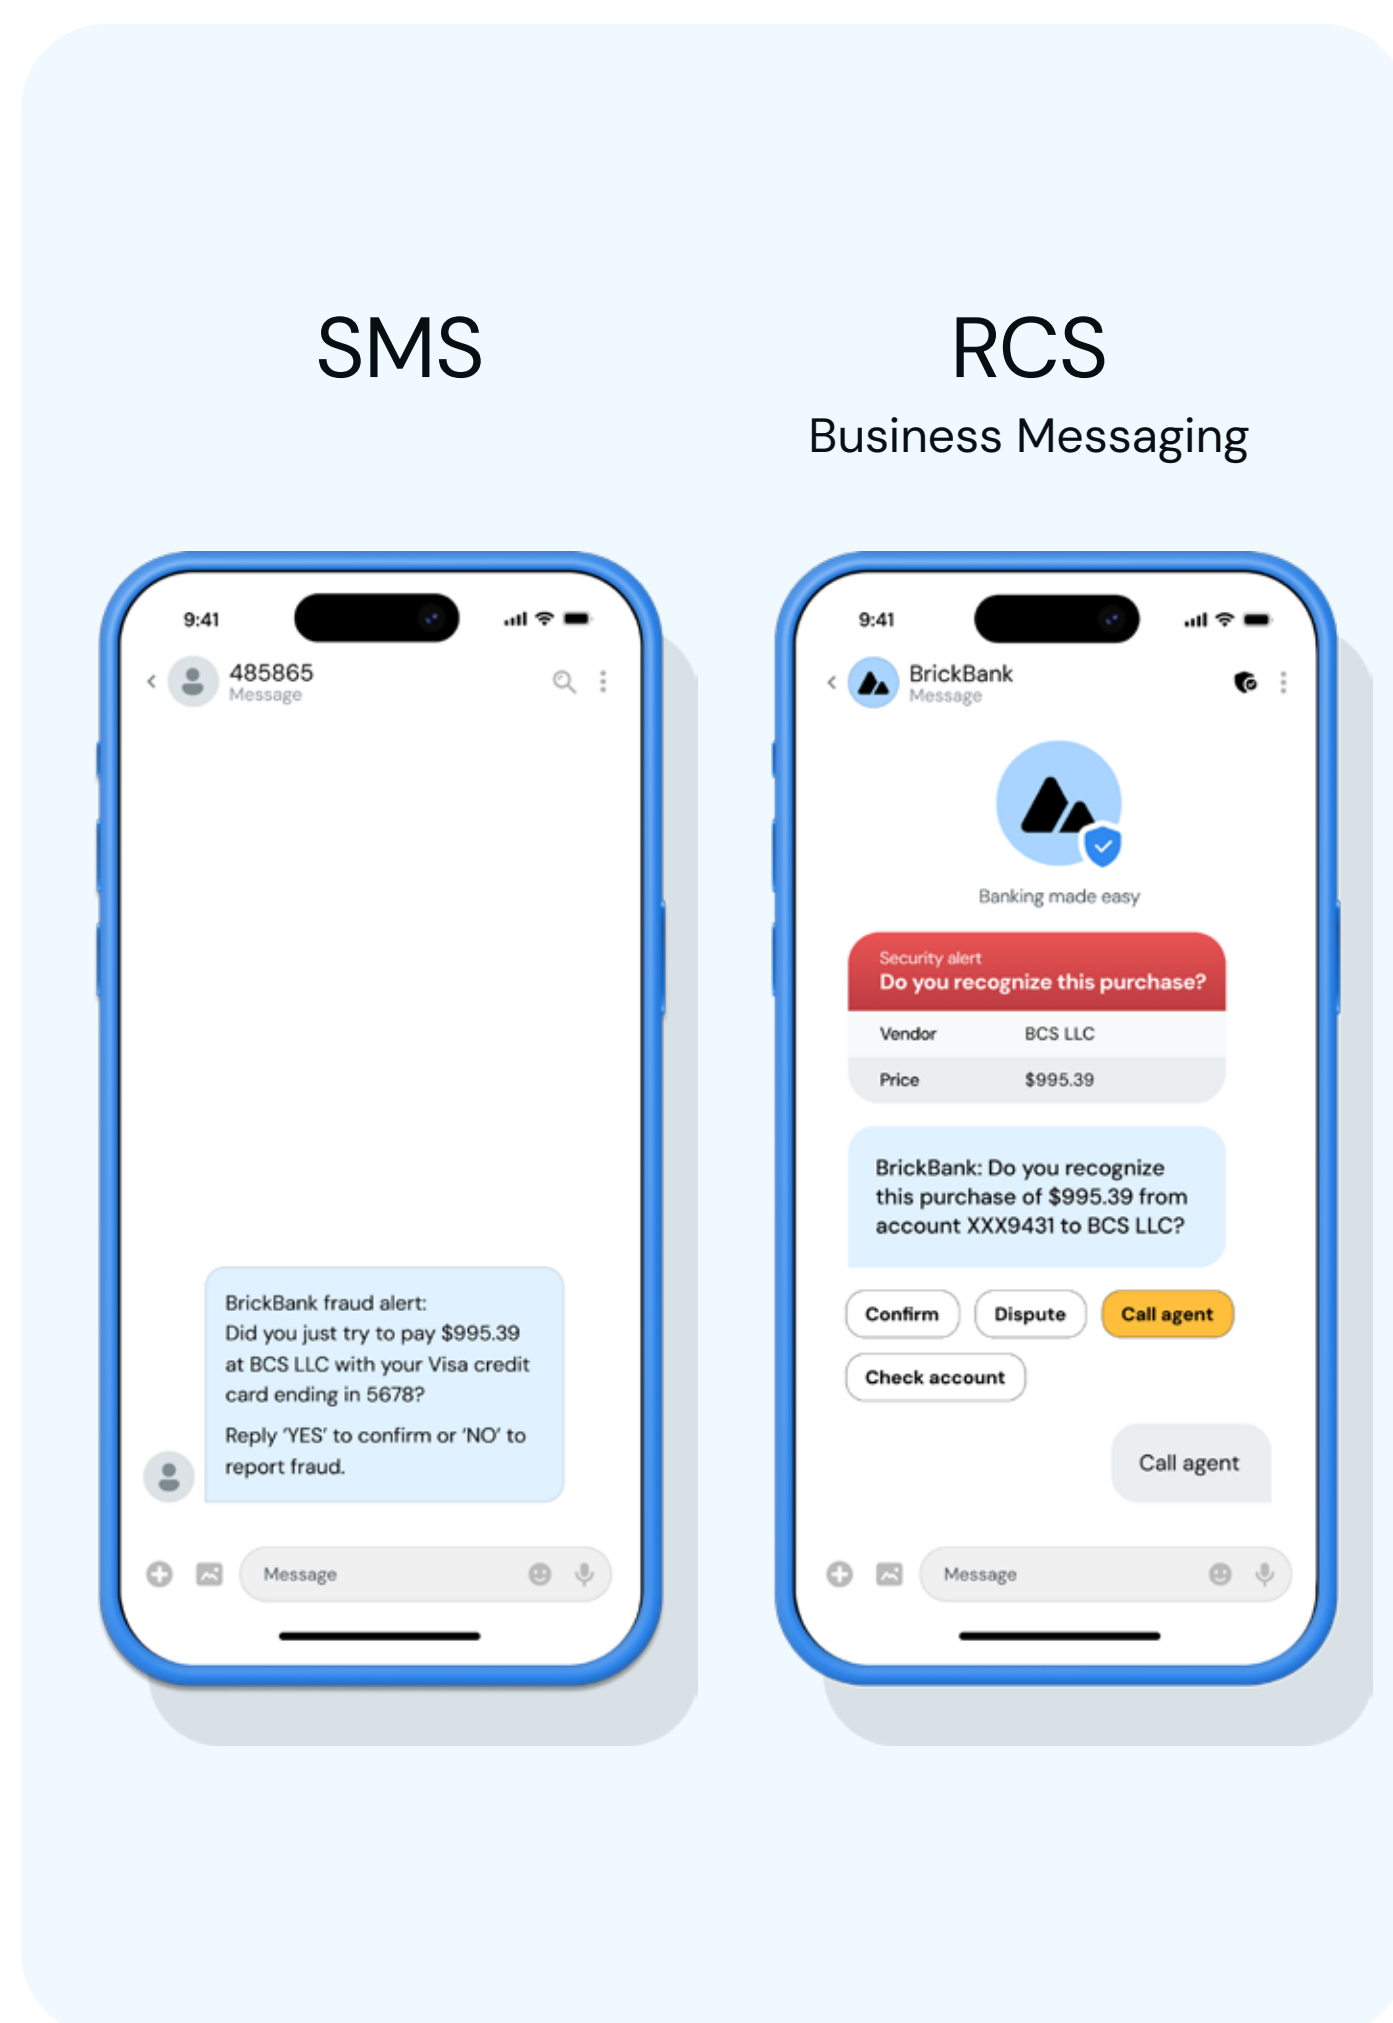 SMS
9:41
485865
Message
BrickBank fraud alert:
Did you just try to pay $995.39
at BCS LLC with your Visa credit
card ending in 5678?
Reply ‘YES’ to confirm or ‘NO’ to
report fraud.
Message
RCS
Business Messaging
9:41
BrickBank
Message
Banking made easy
Security alert
Do you recognize this purchase?
Vendor BCS LLC
Price $995.39
BrickBank: Do you recognize
this purchase of $995.39 from
account XXX9431 to BCS LLC?
Confirm Dispute Call agent
Check account
Call agent
Message